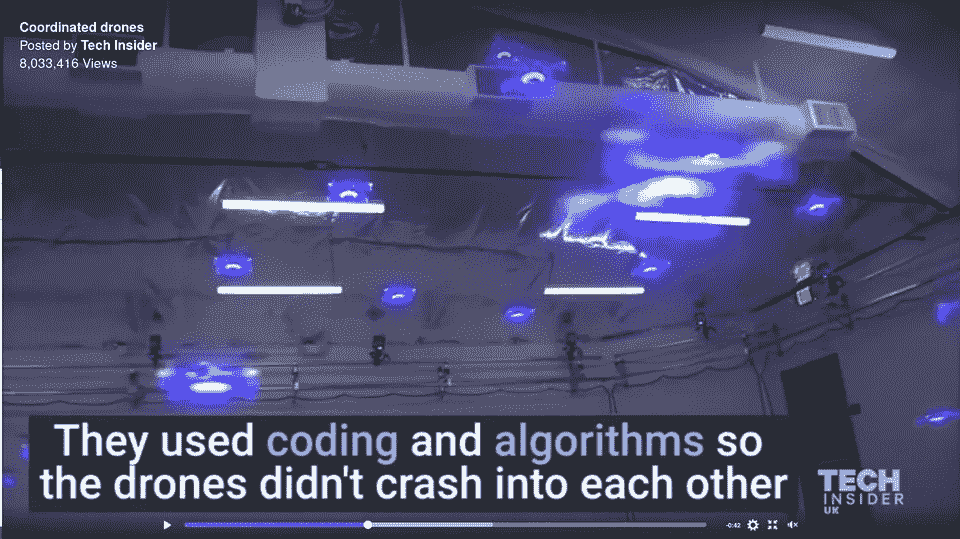 Coordinated drones
Posted by Tech Insider
8,033,416 Views
They used coding and algorithms so
the drones didn't crash into each other
TECH
INSIDER
UK
-0:42